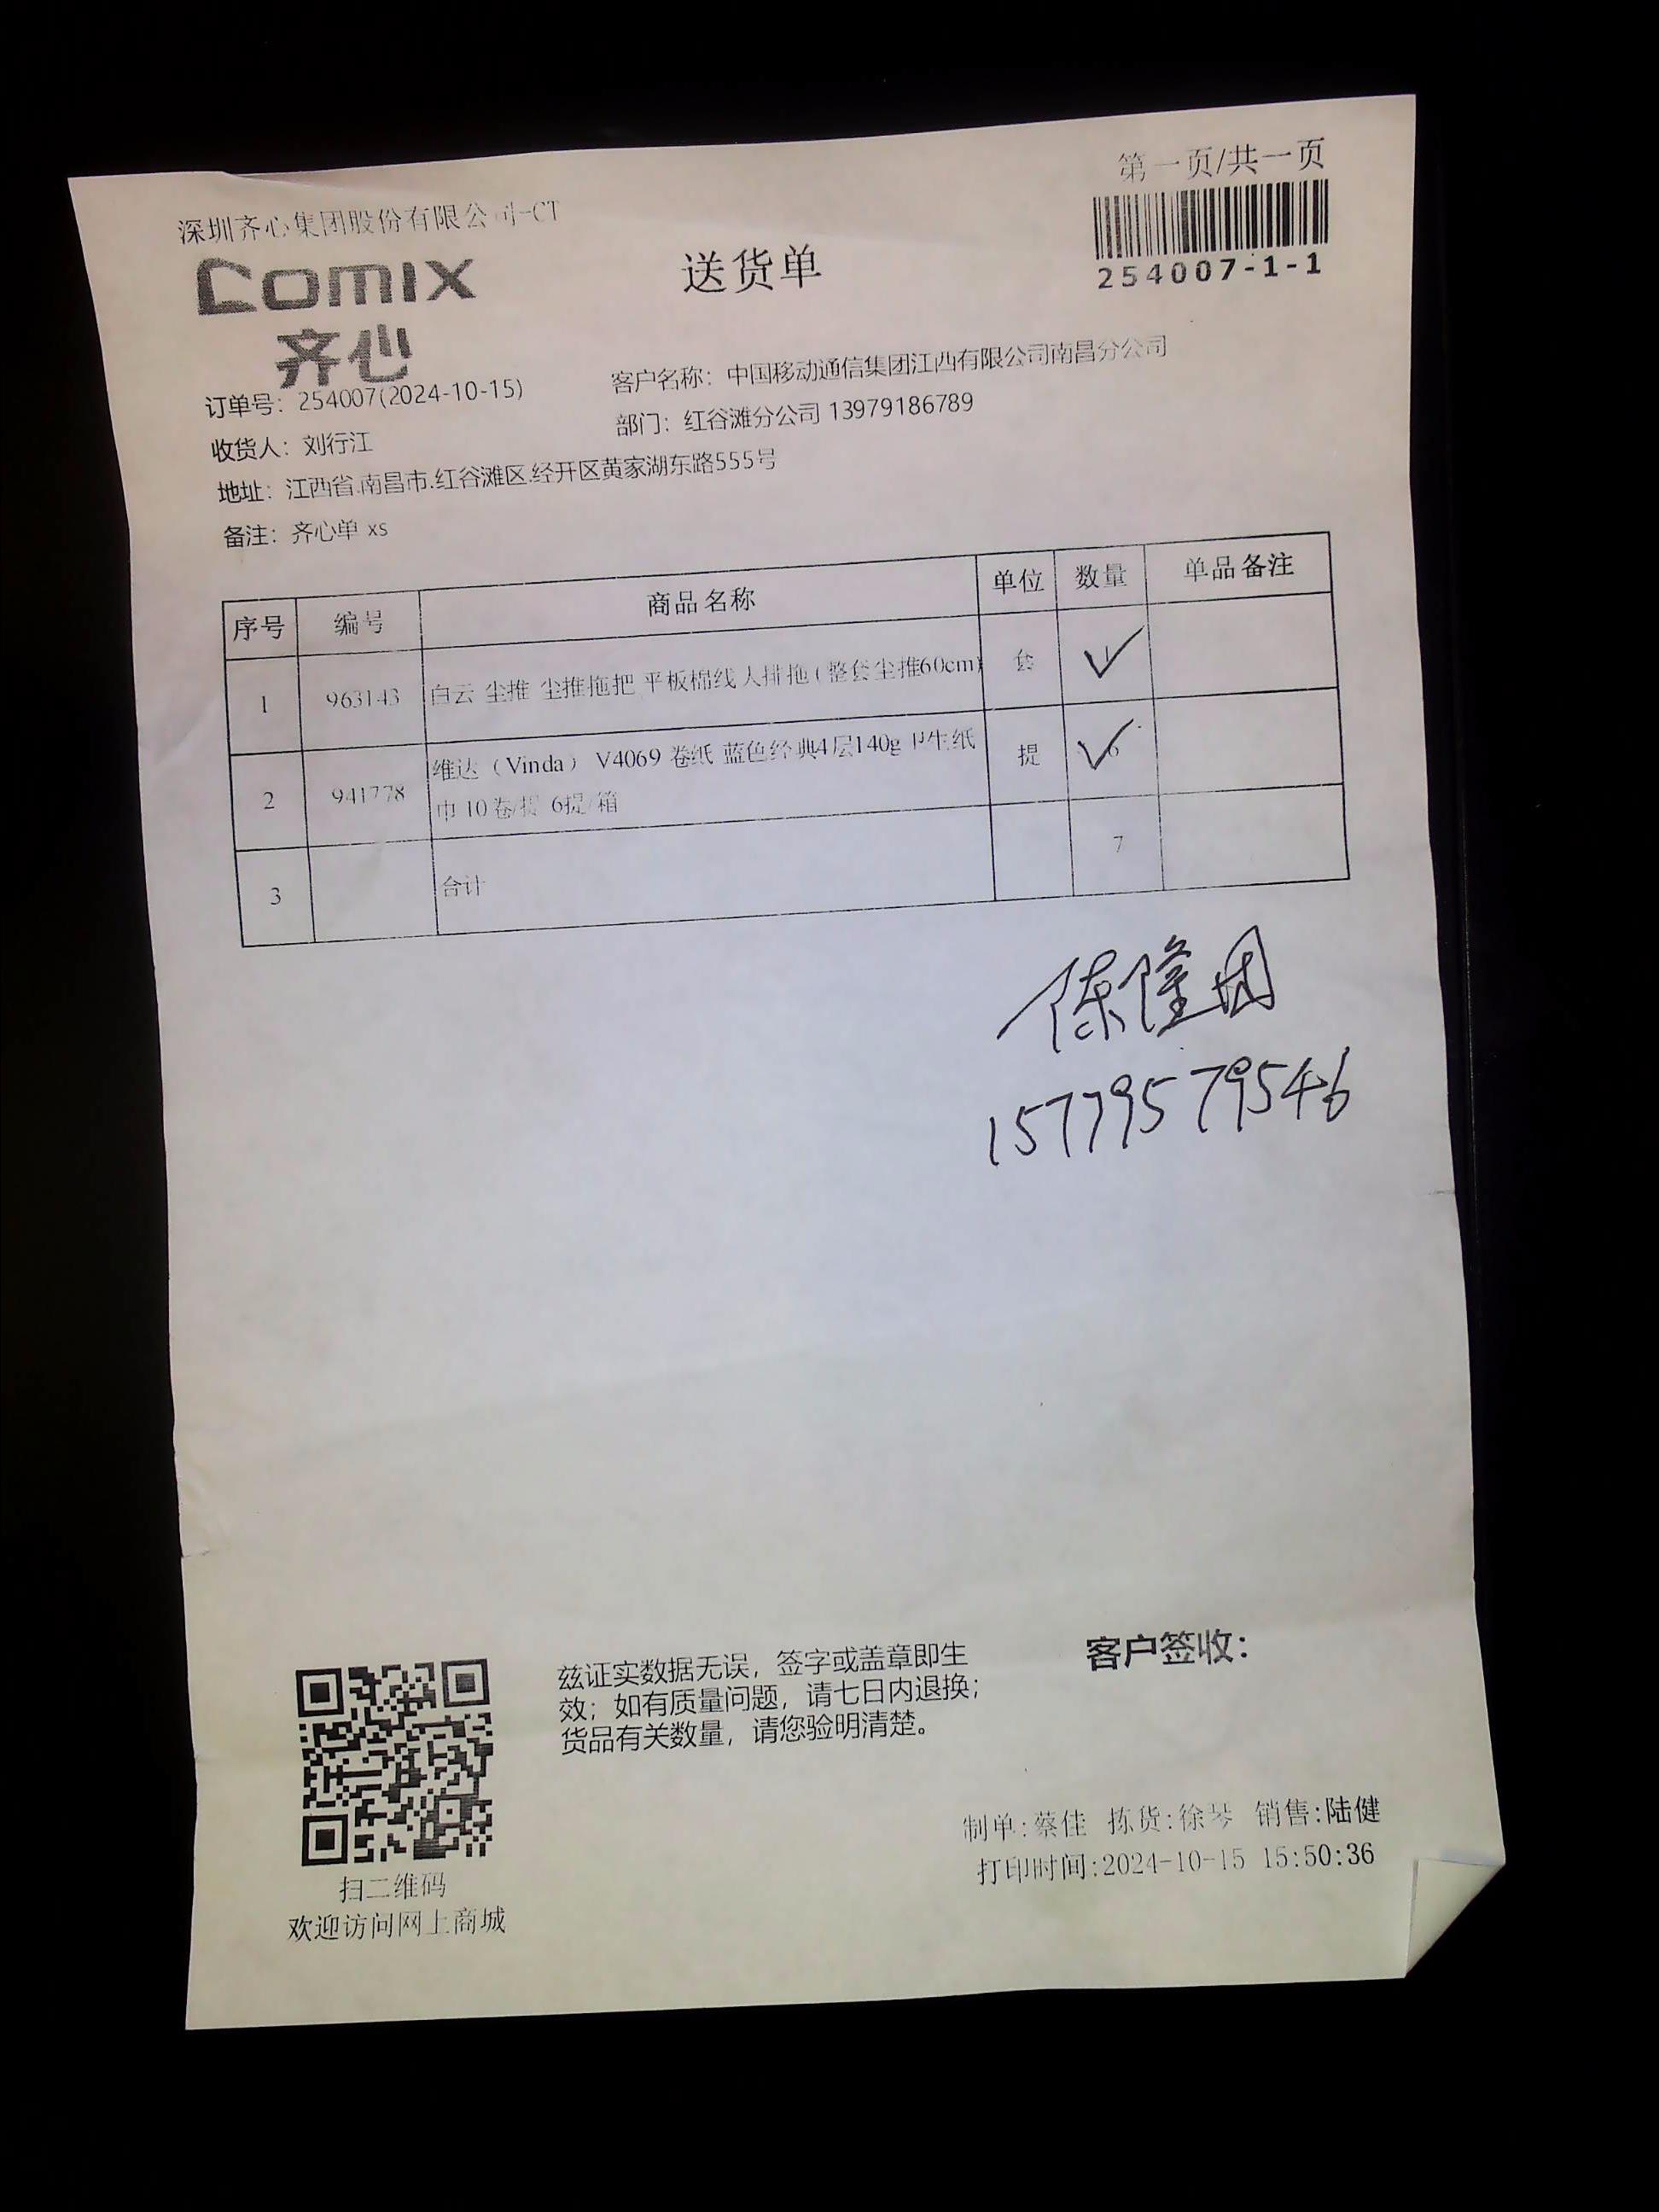 第一页/共一页
深圳齐心集团股份有限公司-CT
comix
齐心
送货单
254007-1-1
订单号：254007(2024-10-15)
客户名称：中国移动通信集团江西有限公司南昌分公司
收货人：刘行江
部门：红谷滩分公司 13979186789
地址：江西省.南昌市.红谷滩区.经开区黄家湖东路555号
备注：齐心单 xs
序号 编号 商品名称 单位 数量 单品备注
1 963143 白云 尘推 尘推拖把 平板棉线大排拖(整套尘推60cm) 套 1
2 941778 维达（Vinda） V4069 卷纸 蓝色经典4层140g 卫生纸 提 6
巾 10卷/提 6提/箱
3 合计 7
陈隆团
15779579546
兹证实数据无误，签字或盖章即生
效；如有质量问题，请七日内退换；
货品有关数量，请您验明清楚。
客户签收：
扫二维码
欢迎访问网上商城
制单:蔡佳 拣货:徐琴 销售:陆健
打印时间:2024-10-15 15:50:36